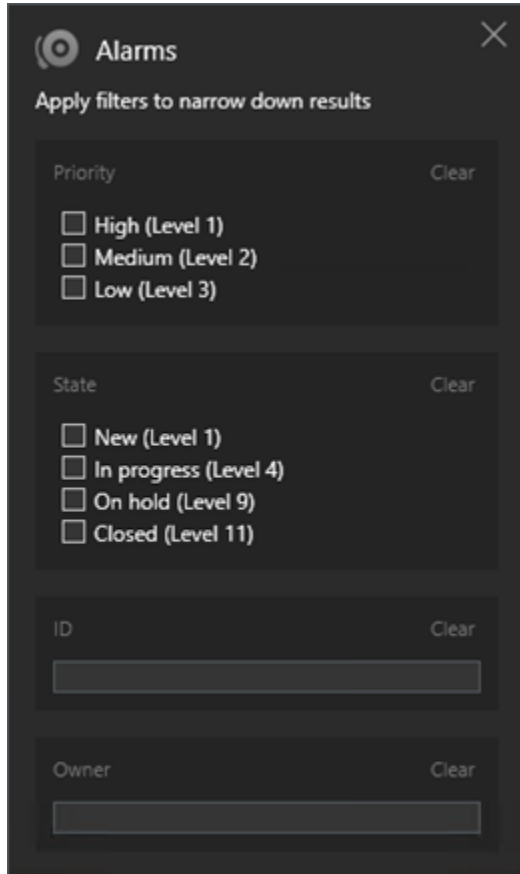 Alarms
Apply filters to narrow down results
Priority Clear
High (Level 1)
Medium (Level 2)
Low (Level 3)
State Clear
New (Level 1)
In progress (Level 4)
On hold (Level 9)
Closed (Level 11)
ID Clear
Owner Clear